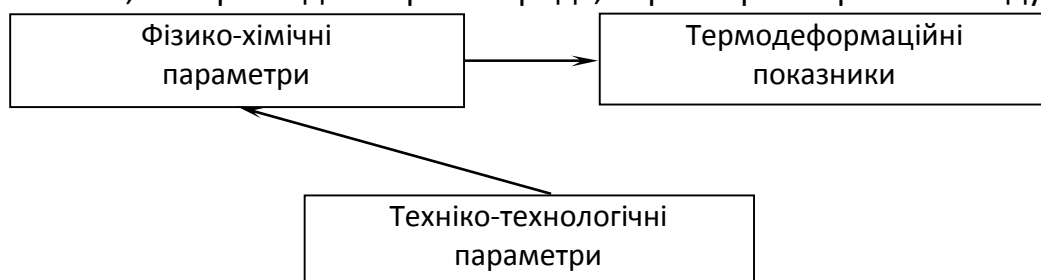 Фізико-хімічні
параметри
Термодеформаційні
показники
Техніко-технологічні
параметри